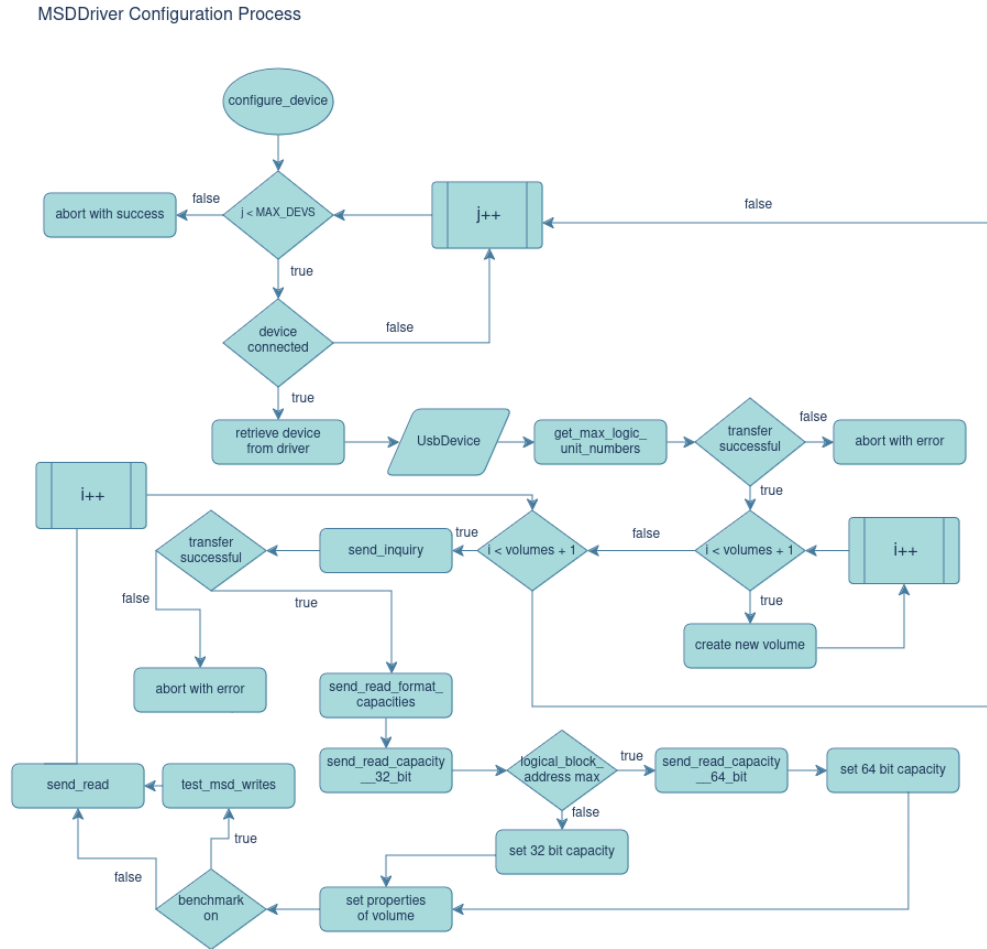 MSDDriver Configuration Process
configure_device
false
abort with success
j < MAX_DEVS
j++
false
true
device
connected
false
true
retrieve device
from driver
UsbDevice
get_max_logic_
unit_numbers
transfer
successful
false
abort with error
true
i++
transfer
successful
send_inquiry
true
i < volumes + 1
false
i < volumes + 1
i++
false
true
true
create new volume
abort with error
send_read_format_
capacities
send_read
test_msd_writes
send_read_capacity
__32_bit
logical_block_
address max
true
send_read_capacity
__64_bit
set 64 bit capacity
false
true
set 32 bit capacity
false
benchmark
on
set properties
of volume